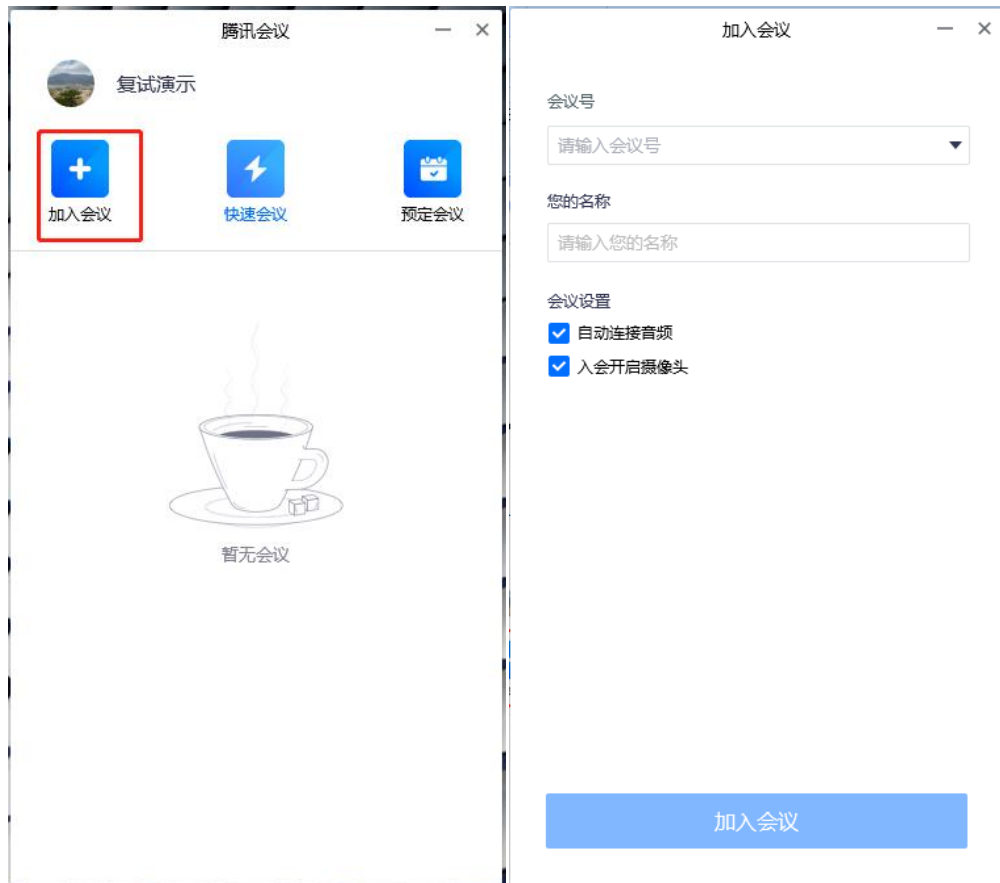 腾讯会议
复试演示
加入会议
快速会议
预定会议
暂无会议
加入会议
会议号
请输入会议号
您的名称
请输入您的名称
会议设置
自动连接音频
入会开启摄像头
加入会议